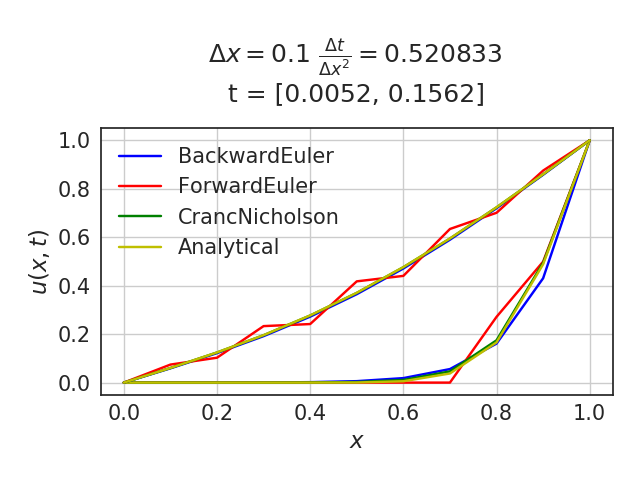 Δx = 0.1 Δt/Δx² = 0.520833
t = [0.0052, 0.1562]
1.0
0.8
0.6
0.4
0.2
0.0
u(x, t)
BackwardEuler
ForwardEuler
CrancNicholson
Analytical
0.0 0.2 0.4 0.6 0.8 1.0
x